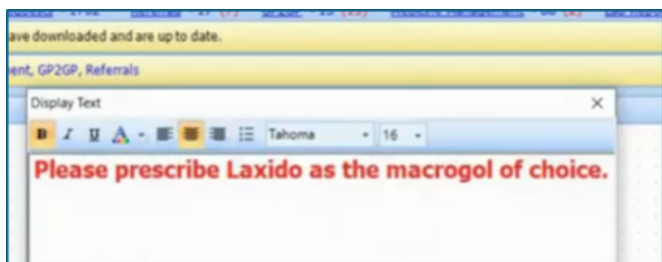 ave downloaded and are up to date.
ent, GP2GP, Referrals
Display Text
B I U A Tahoma 16
Please prescribe Laxido as the macrogol of choice.